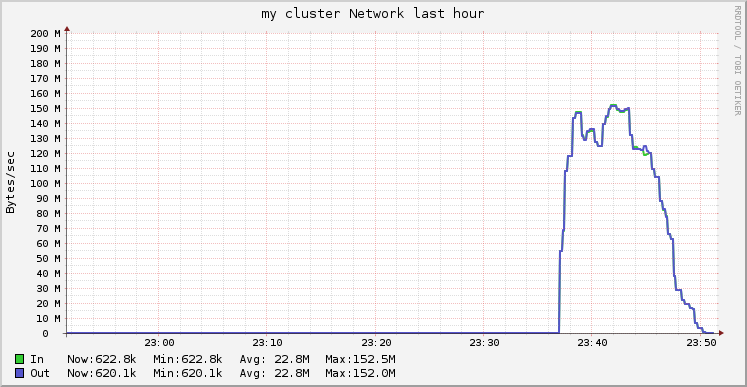 my cluster Network last hour
RRDTOOL / TOBI OETIKER
Bytes/sec
200 M
190 M
180 M
170 M
160 M
150 M
140 M
130 M
120 M
110 M
100 M
90 M
80 M
70 M
60 M
50 M
40 M
30 M
20 M
10 M
0
23:00 23:10 23:20 23:30 23:40 23:50
In Now:622.8k Min:622.8k Avg: 22.8M Max:152.5M
Out Now:620.1k Min:620.1k Avg: 22.8M Max:152.0M